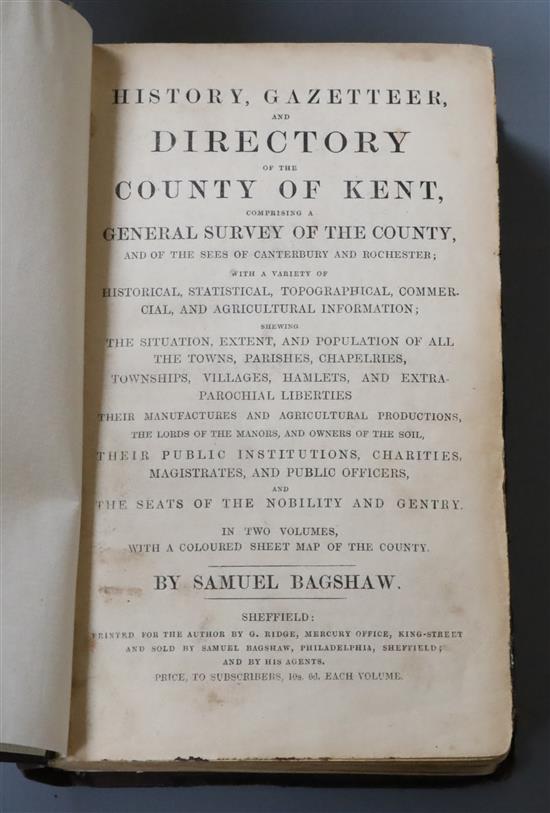 HISTORY, GAZETTEER,
AND
DIRECTORY
OF THE
COUNTY OF KENT,
COMPRISING A
GENERAL SURVEY OF THE COUNTY,
AND OF THE SEES OF CANTERBURY AND ROCHESTER;
WITH A VARIETY OF
HISTORICAL, STATISTICAL, TOPOGRAPHICAL, COMMER-
CIAL, AND AGRICULTURAL INFORMATION;
SHEWING
THE SITUATION, EXTENT, AND POPULATION OF ALL
THE TOWNS, PARISHES, CHAPELRIES,
TOWNSHIPS, VILLAGES, HAMLETS, AND EXTRA-
PAROCHIAL LIBERTIES
THEIR MANUFACTURES AND AGRICULTURAL PRODUCTIONS,
THE LORDS OF THE MANORS, AND OWNERS OF THE SOIL,
THEIR PUBLIC INSTITUTIONS, CHARITIES,
MAGISTRATES, AND PUBLIC OFFICERS,
AND
THE SEATS OF THE NOBILITY AND GENTRY.
IN TWO VOLUMES,
WITH A COLOURED SHEET MAP OF THE COUNTY.
BY SAMUEL BAGSHAW.
SHEFFIELD:
PRINTED FOR THE AUTHOR BY G. RIDGE, MERCURY OFFICE, KING-STREET
AND SOLD BY SAMUEL BAGSHAW, PHILADELPHIA, SHEFFIELD;
AND BY HIS AGENTS.
PRICE, TO SUBSCRIBERS, 10s. 6d. EACH VOLUME.